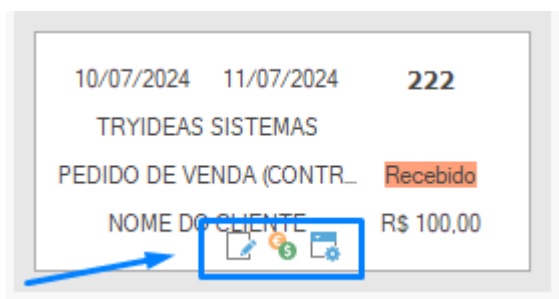 10/07/2024 11/07/2024 222
TRYIDEAS SISTEMAS
PEDIDO DE VENDA (CONTR... Recebido
NOME DO CLIENTE R$ 100,00